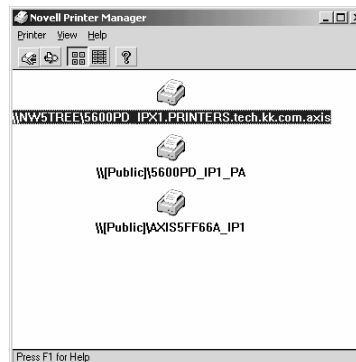 Novell Printer Manager
Printer View Help
\\NW5TREE\5600PD_IPX1.PRINTERS.tech.kk.com.axis
\\[Public]\5600PD_IP1_PA
\\[Public]\AXIS5FF66A_IP1
Press F1 for Help